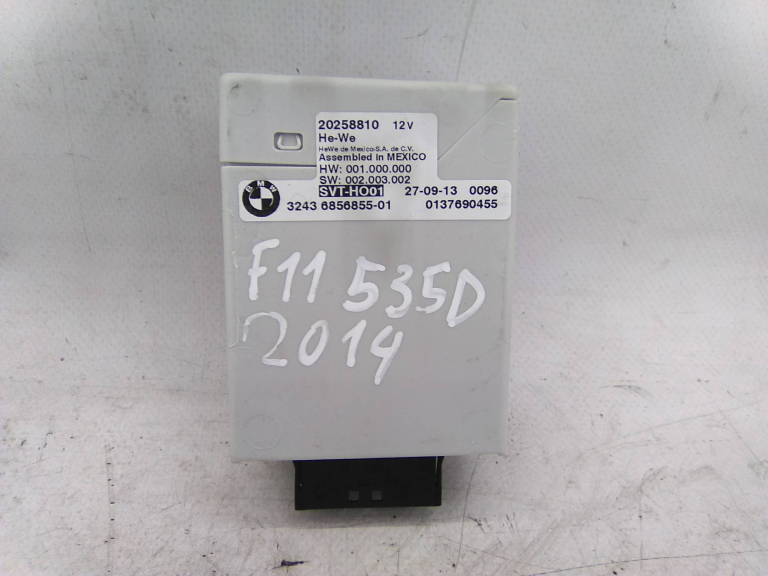 20258810 12V
He-We
HeWe de Mexico-S.A. de C.V.
Assembled in MEXICO
HW: 001.000.000
SW: 002.003.002
BMW SVT-HO01 27-09-13 0096
3243 6856855-01 0137690455
F11 535D
2014